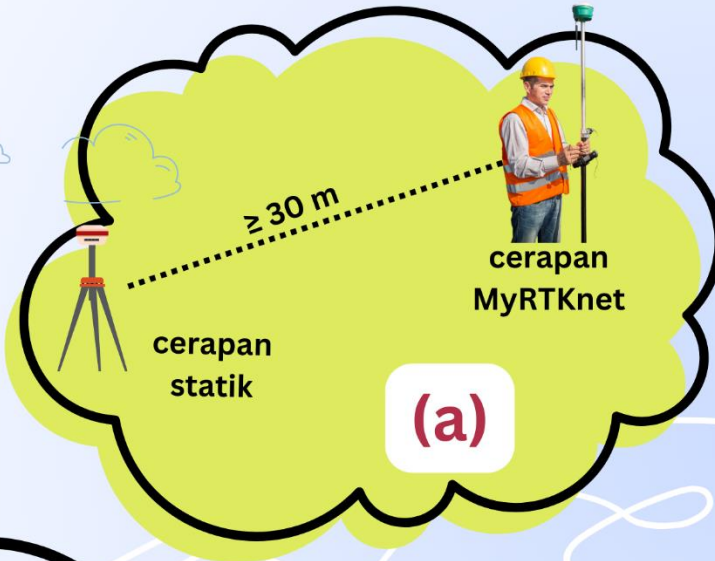 ≥ 30 m
cerapan
MyRTKnet
cerapan
statik
(a)